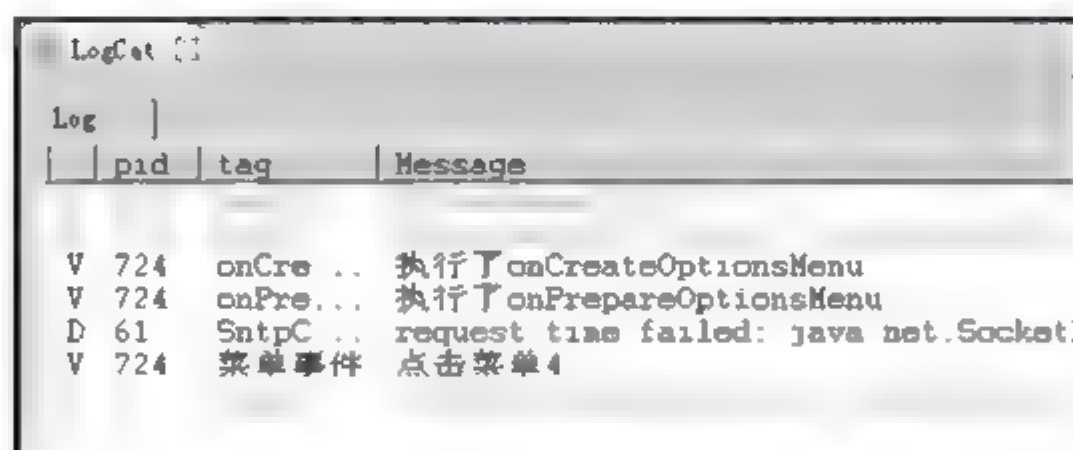 LogCat
Log
pid tag Message
V 724 onCre .. 执行了onCreateOptionsMenu
V 724 onPre... 执行了onPrepareOptionsMenu
D 61 SntpC .. request time failed: java net.Socket
V 724 菜单事件 点击菜单4